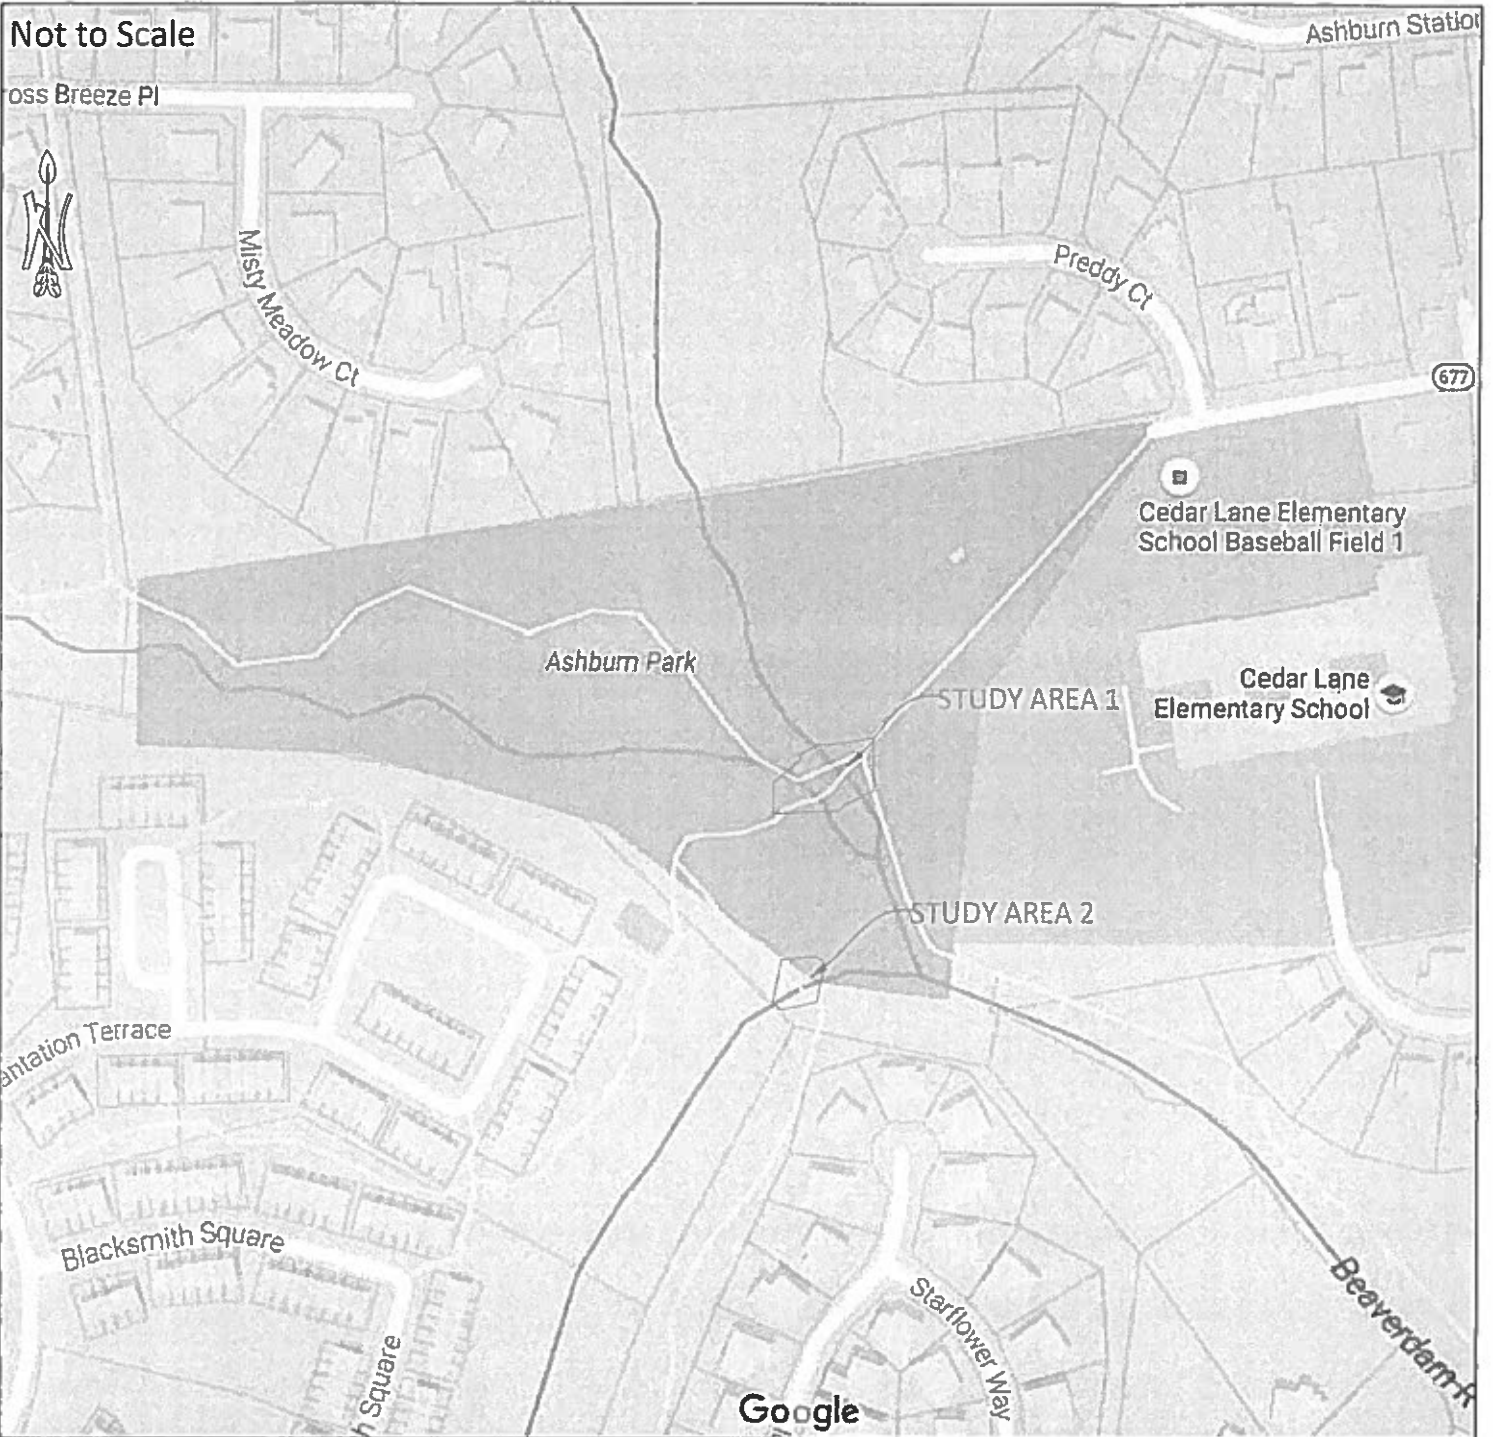 Not to Scale
Ashburn Station
oss Breeze Pl
N
Misty Meadow Ct
Preddy Ct
677
Cedar Lane Elementary
School Baseball Field 1
Ashburn Park
Cedar Lane
Elementary School
STUDY AREA 1
STUDY AREA 2
antation Terrace
Blacksmith Square
h Square
Starflower Way
Beaverdam R
Google